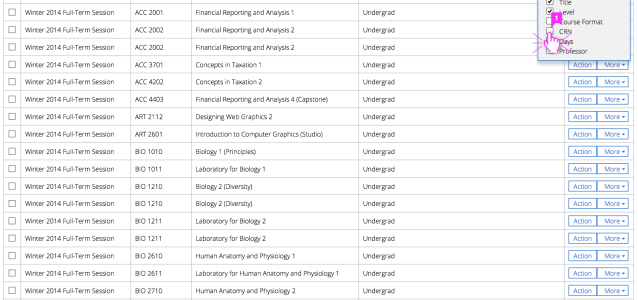 Title
Winter 2014 Full-Term Session ACC 2001 Financial Reporting and Analysis 1 Undergrad Level
1
Course Format
Winter 2014 Full-Term Session ACC 2002 Financial Reporting and Analysis 2 Undergrad CRN
Winter 2014 Full-Term Session ACC 2002 Financial Reporting and Analysis 2 Undergrad Days
Professor
Winter 2014 Full-Term Session ACC 3701 Concepts in Taxation 1 Undergrad Action More
Winter 2014 Full-Term Session ACC 4202 Concepts in Taxation 2 Undergrad Action More
Winter 2014 Full-Term Session ACC 4403 Financial Reporting and Analysis 4 (Capstone) Undergrad Action More
Winter 2014 Full-Term Session ART 2112 Designing Web Graphics 2 Undergrad Action More
Winter 2014 Full-Term Session ART 2601 Introduction to Computer Graphics (Studio) Undergrad Action More
Winter 2014 Full-Term Session BIO 1010 Biology 1 (Principles) Undergrad Action More
Winter 2014 Full-Term Session BIO 1011 Laboratory for Biology 1 Undergrad Action More
Winter 2014 Full-Term Session BIO 1210 Biology 2 (Diversity) Undergrad Action More
Winter 2014 Full-Term Session BIO 1210 Biology 2 (Diversity) Undergrad Action More
Winter 2014 Full-Term Session BIO 1211 Laboratory for Biology 2 Undergrad Action More
Winter 2014 Full-Term Session BIO 1211 Laboratory for Biology 2 Undergrad Action More
Winter 2014 Full-Term Session BIO 2610 Human Anatomy and Physiology 1 Undergrad Action More
Winter 2014 Full-Term Session BIO 2611 Laboratory for Human Anatomy and Physiology 1 Undergrad Action More
Winter 2014 Full-Term Session BIO 2710 Human Anatomy and Physiology 2 Undergrad Action More